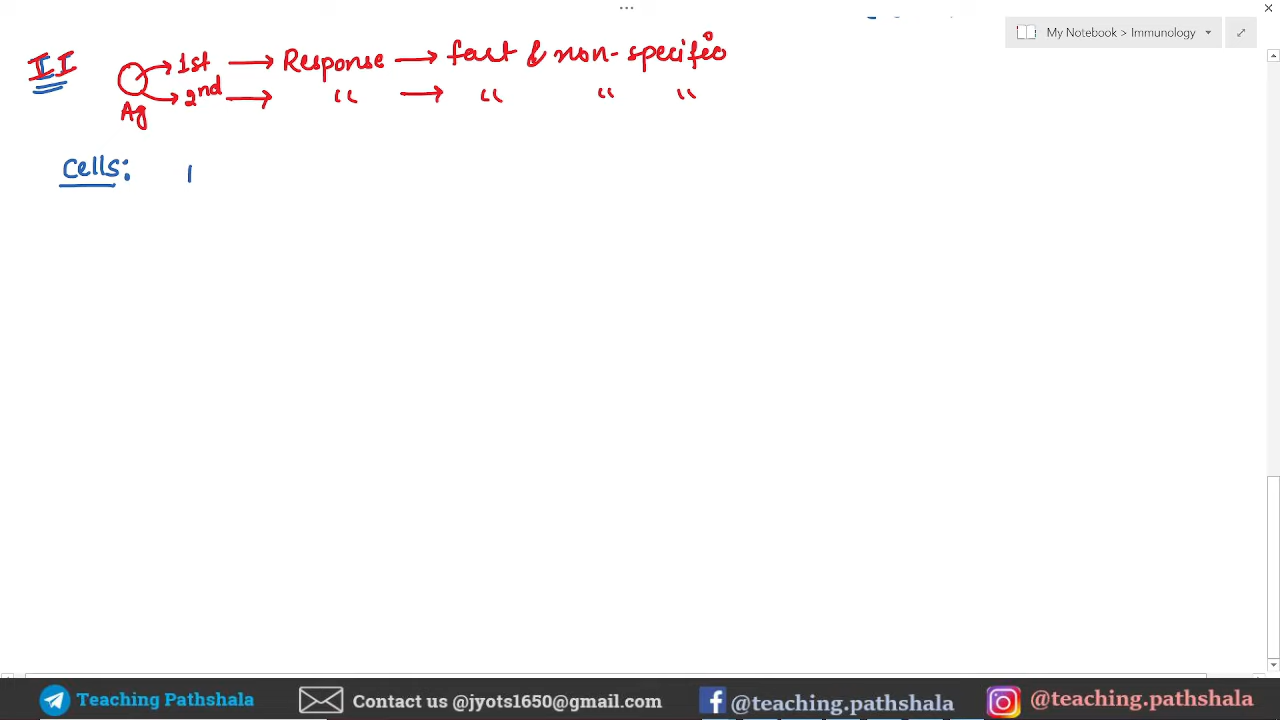 My Notebook > Immunology
II Ag 1st → Response → fast & non-specific
2nd → " → " " "
Cells:
Teaching Pathshala Contact us @jyots1650@gmail.com @teaching.pathshala @teaching.pathshala